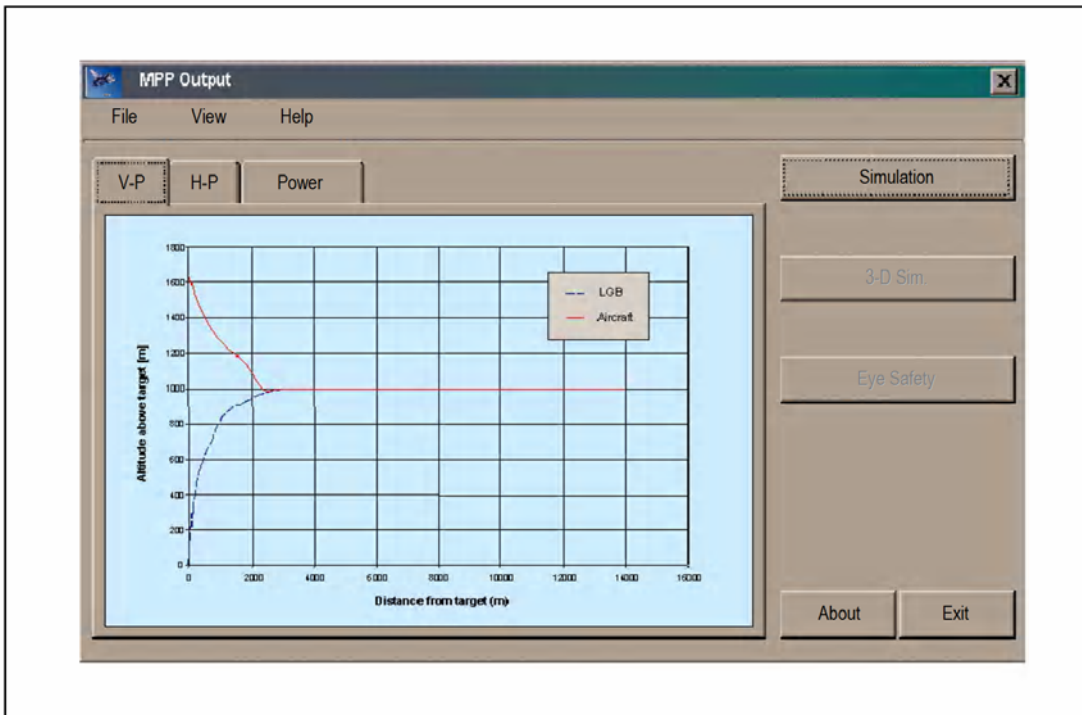 MPP Output
File View Help
V-P H-P Power
Simulation
3-D Sim.
Eye Safety
About Exit
Altitude above target [m]
1800
1600
1400
1200
1000
800
600
400
200
0
LGB
Aircraft
0 2000 4000 6000 8000 10000 12000 14000 16000
Distance from target (m)